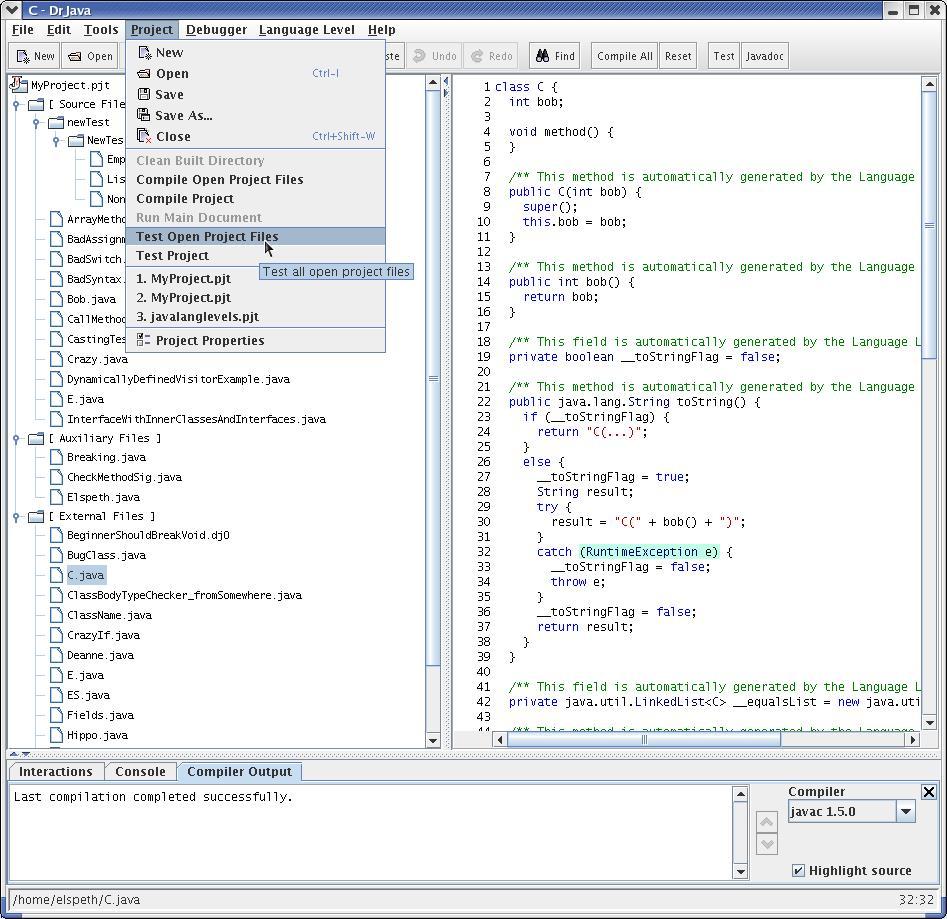 C - DrJava
File Edit Tools Project Debugger Language Level Help
New Open Undo Redo Find Compile All Reset Test Javadoc
New
Open Ctrl-I
Save
Save As...
Close Ctrl+Shift-W
Clean Built Directory
Compile Open Project Files
Compile Project
Run Main Document
Test Open Project Files
Test Project
Test all open project files
1. MyProject.pjt
2. MyProject.pjt
3. javalanglevels.pjt
Project Properties
MyProject.pjt
[ Source File
newTest
NewTes
Emp
Lis
Non
ArrayMetho
BadAssignm
BadSwitch.
BadSyntax.
Bob.java
CallMethod
CastingTes
Crazy.java
DynamicallyDefinedVisitorExample.java
E.java
InterfaceWithInnerClassesAndInterfaces.java
[ Auxiliary Files ]
Breaking.java
CheckMethodSig.java
Elspeth.java
[ External Files ]
BeginnerShouldBreakVoid.dj0
BugClass.java
C.java
ClassBodyTypeChecker_fromSomewhere.java
ClassName.java
CrazyIf.java
Deanne.java
E.java
ES.java
Fields.java
Hippo.java
1 class C {
2 int bob;
3
4 void method() {
5 }
6
7 /** This method is automatically generated by the Language
8 public C(int bob) {
9 super();
10 this.bob = bob;
11 }
12
13 /** This method is automatically generated by the Language
14 public int bob() {
15 return bob;
16 }
17
18 /** This field is automatically generated by the Language L
19 private boolean __toStringFlag = false;
20
21 /** This method is automatically generated by the Language
22 public java.lang.String toString() {
23 if (__toStringFlag) {
24 return "C(...)";
25 }
26 else {
27 __toStringFlag = true;
28 String result;
29 try {
30 result = "C(" + bob() + ")";
31 }
32 catch (RuntimeException e) {
33 __toStringFlag = false;
34 throw e;
35 }
36 __toStringFlag = false;
37 return result;
38 }
39 }
40
41 /** This field is automatically generated by the Language L
42 private java.util.LinkedList<C> __equalsList = new java.uti
43
44 /** This method is automatically generated by the Language
Interactions Console Compiler Output
Last compilation completed successfully.
Compiler
javac 1.5.0
Highlight source
/home/elspeth/C.java 32:32